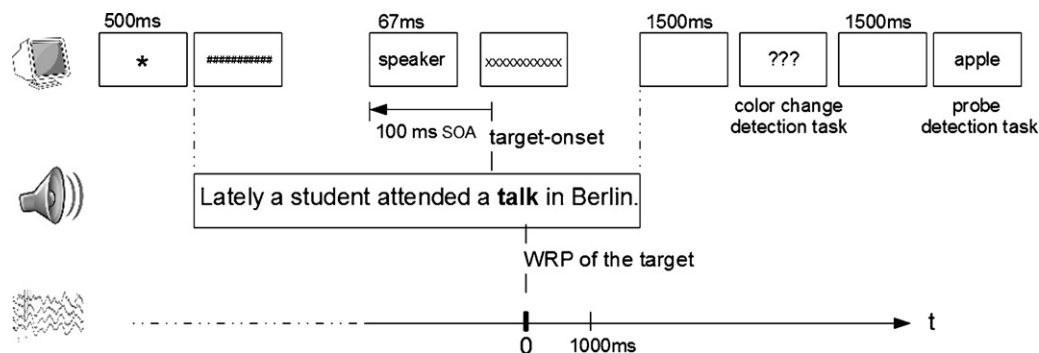 500ms 67ms 1500ms 1500ms
* ########### speaker XXXXXXXXXXX ??? apple
100 ms SOA
target-onset
color change
detection task
probe
detection task
Lately a student attended a talk in Berlin.
WRP of the target
0 1000ms t